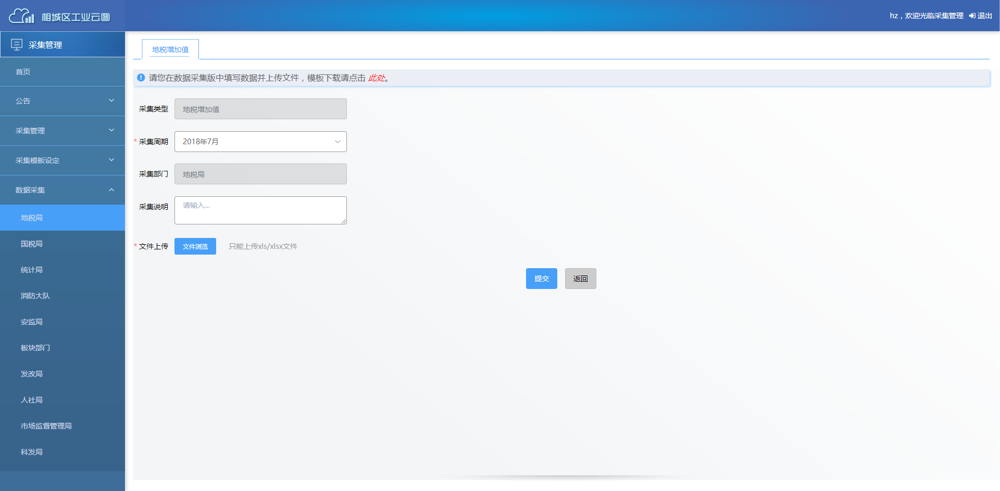 相城区工业云图
hz，欢迎光临采集管理 退出
采集管理
首页
公告
采集管理
采集模板设定
数据采集
地税局
国税局
统计局
消防大队
安监局
板块部门
发改局
人社局
市场监督管理局
科发局
地税增加值
请您在数据采集版中填写数据并上传文件，模板下载请点击 此处。
采集类型 地税增加值
* 采集周期 2018年7月
采集部门 地税局
采集说明 请输入...
* 文件上传 文件浏览 只能上传xls/xlsx文件
提交 返回